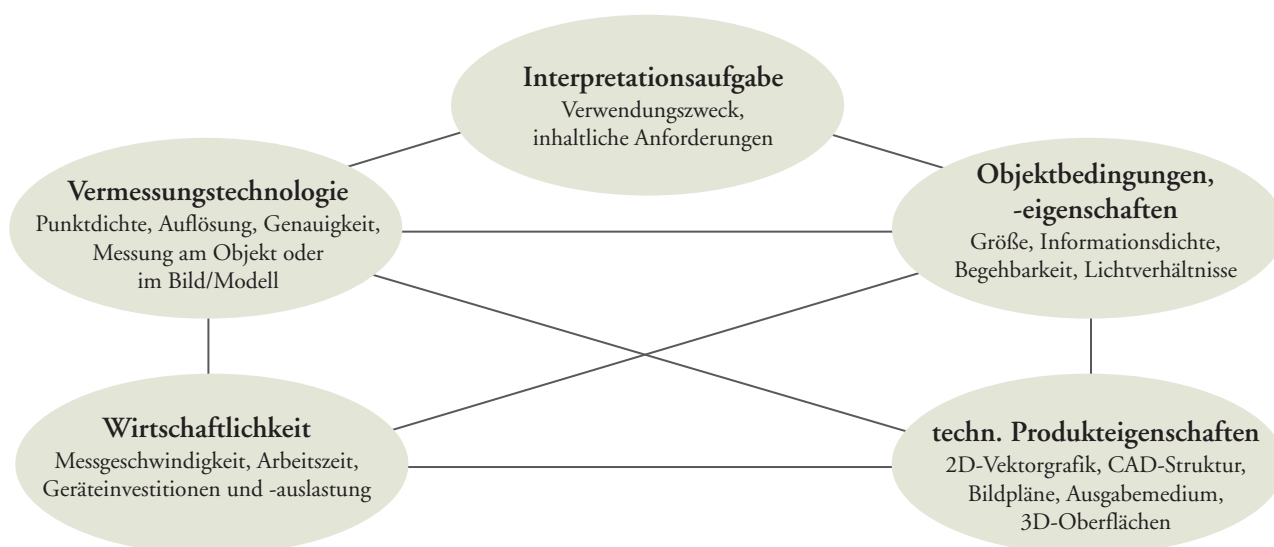 Interpretationsaufgabe
Verwendungszweck,
inhaltliche Anforderungen
Vermessungstechnologie
Punktdichte, Auflösung, Genauigkeit,
Messung am Objekt oder
im Bild/Modell
Objektbedingungen,
-eigenschaften
Größe, Informationsdichte,
Begehbarkeit, Lichtverhältnisse
Wirtschaftlichkeit
Messgeschwindigkeit, Arbeitszeit,
Geräteinvestitionen und -auslastung
techn. Produkteigenschaften
2D-Vektorgrafik, CAD-Struktur,
Bildpläne, Ausgabemedium,
3D-Oberflächen